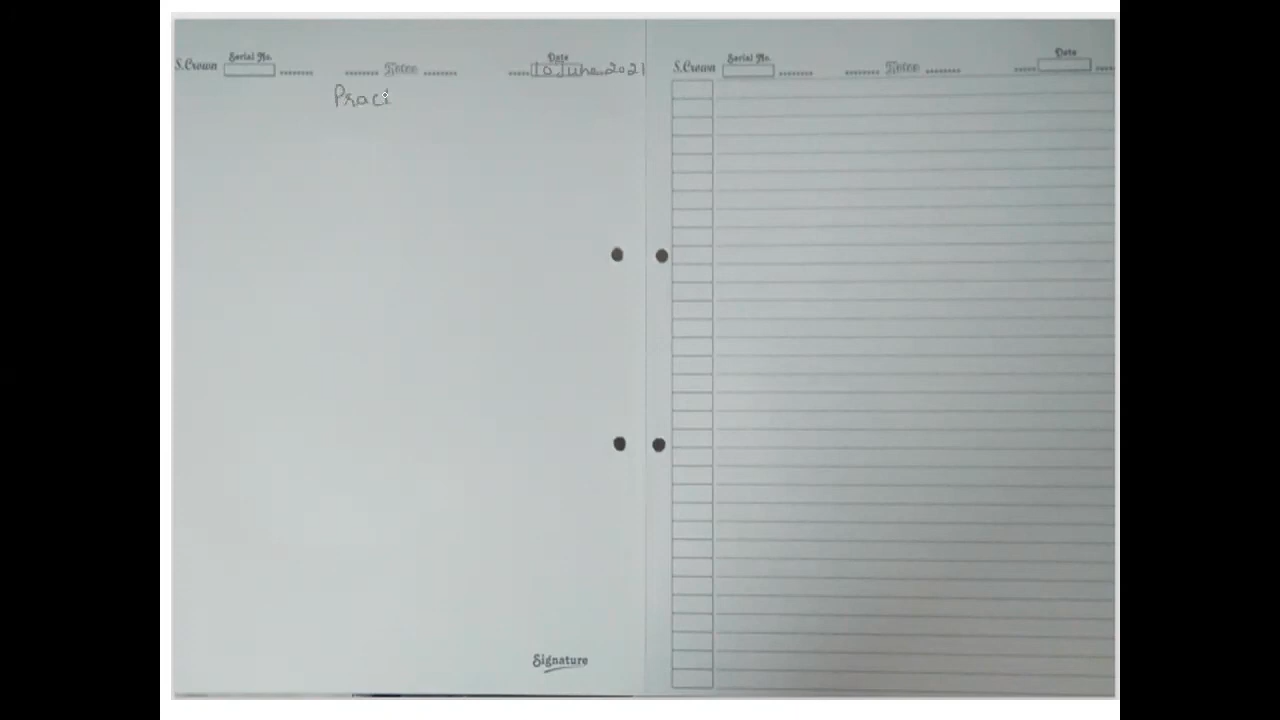 S.Crown Serial No. Notes Date
10 June 2021
Prac
Signature
S.Crown Serial No. Notes Date